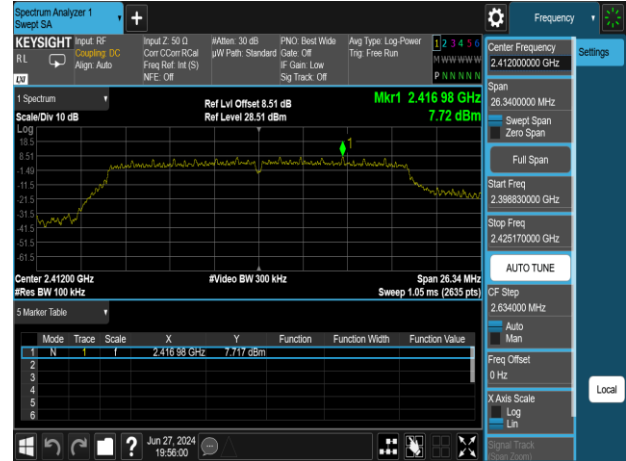 Spectrum Analyzer 1
Swept SA
Frequency
KEYSIGHT
RL
LXI
Input: RF
Coupling: DC
Align: Auto
Input Z: 50 Ω
Corr CCorr RCal
Freq Ref: Int (S)
NFE: Off
#Atten: 30 dB
µW Path: Standard
PNO: Best Wide
Gate: Off
IF Gain: Low
Sig Track: Off
Avg Type: Log-Power
Trig: Free Run
1 2 3 4 5 6
M W W W W W
P N N N N N
Center Frequency
2.412000000 GHz
Settings
1 Spectrum
Scale/Div 10 dB
Ref Lvl Offset 8.51 dB
Ref Level 28.51 dBm
Mkr1 2.416 98 GHz
7.72 dBm
Log
18.5
8.51
-1.49
-11.5
-21.5
-31.5
-41.5
-51.5
-61.5
1
Center 2.41200 GHz
#Res BW 100 kHz
#Video BW 300 kHz
Span 26.34 MHz
Sweep 1.05 ms (2635 pts)
Span
26.3400000 MHz
Swept Span
Zero Span
Full Span
Start Freq
2.398830000 GHz
Stop Freq
2.425170000 GHz
AUTO TUNE
CF Step
2.634000 MHz
Auto
Man
Freq Offset
0 Hz
X Axis Scale
Log
Lin
Signal Track
(Span Zoom)
Local
5 Marker Table
Mode Trace Scale X Y Function Function Width Function Value
1 N 1 f 2.416 98 GHz 7.717 dBm
2
3
4
5
6
?
Jun 27, 2024
19:56:00